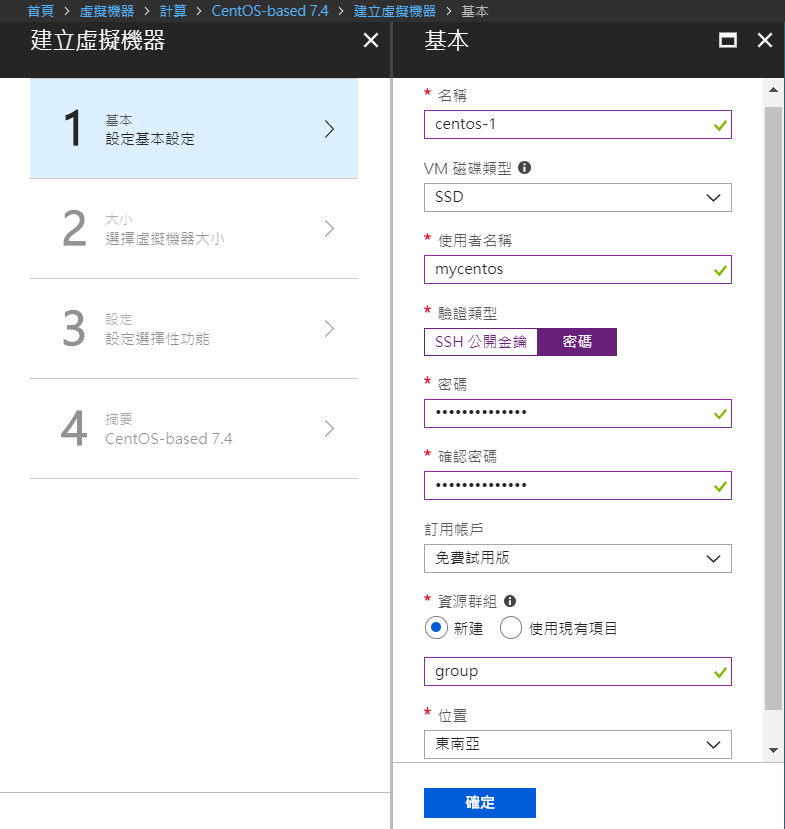 首頁 > 虛擬機器 > 計算 > CentOS-based 7.4 > 建立虛擬機器 > 基本
建立虛擬機器
1
基本
設定基本設定
2
大小
選擇虛擬機器大小
3
設定
設定選擇性功能
4
摘要
CentOS-based 7.4
基本
* 名稱
centos-1
VM 磁碟類型
SSD
* 使用者名稱
mycentos
* 驗證類型
SSH 公開金鑰 密碼
* 密碼
••••••••••••••
* 確認密碼
••••••••••••••
訂用帳戶
免費試用版
* 資源群組
新建 使用現有項目
group
* 位置
東南亞
確定